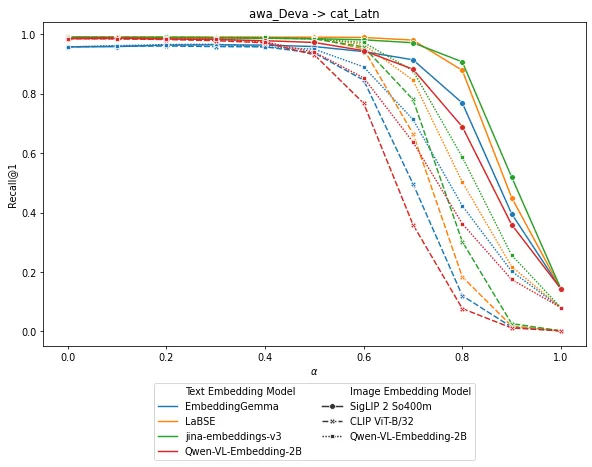 awa_Deva -> cat_Latn
Recall@1
1.0
0.8
0.6
0.4
0.2
0.0
0.0 0.2 0.4 0.6 0.8 1.0
α
Text Embedding Model Image Embedding Model
EmbeddingGemma SigLIP 2 So400m
LaBSE CLIP ViT-B/32
jina-embeddings-v3 Qwen-VL-Embedding-2B
Qwen-VL-Embedding-2B